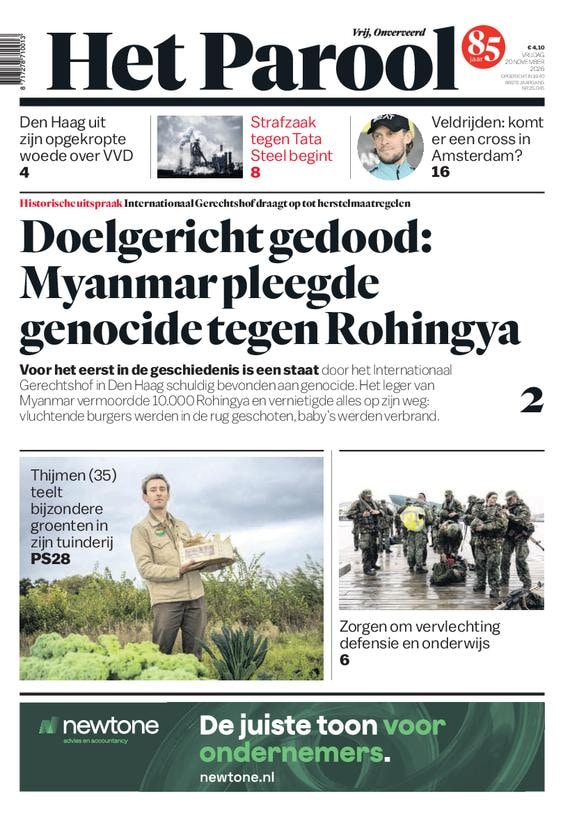 Vrij, Onverveerd
Het Parool
85
jaar
€ 4,10
VRIJDAG
20 NOVEMBER
2026
OPGERICHT IN 1940
8 717278 710013
Den Haag uit
zijn opgekropte
woede over VVD
4
Strafzaak
tegen Tata
Steel begint
8
Veldrijden: komt
er een cross in
Amsterdam?
16
Historische uitspraak Internationaal Gerechtshof draagt op tot herstelmaatregelen
Doelgericht gedood:
Myanmar pleegde
genocide tegen Rohingya
Voor het eerst in de geschiedenis is een staat door het Internationaal
Gerechtshof in Den Haag schuldig bevonden aan genocide. Het leger van
Myanmar vermoordde 10.000 Rohingya en vernietigde alles op zijn weg:
vluchtende burgers werden in de rug geschoten, baby's werden verbrand.
2
Thijmen (35)
teelt
bijzondere
groenten in
zijn tuinderij
PS28
Zorgen om vervlechting
defensie en onderwijs
6
newtone
advies en accountancy
De juiste toon voor
ondernemers.
newtone.nl